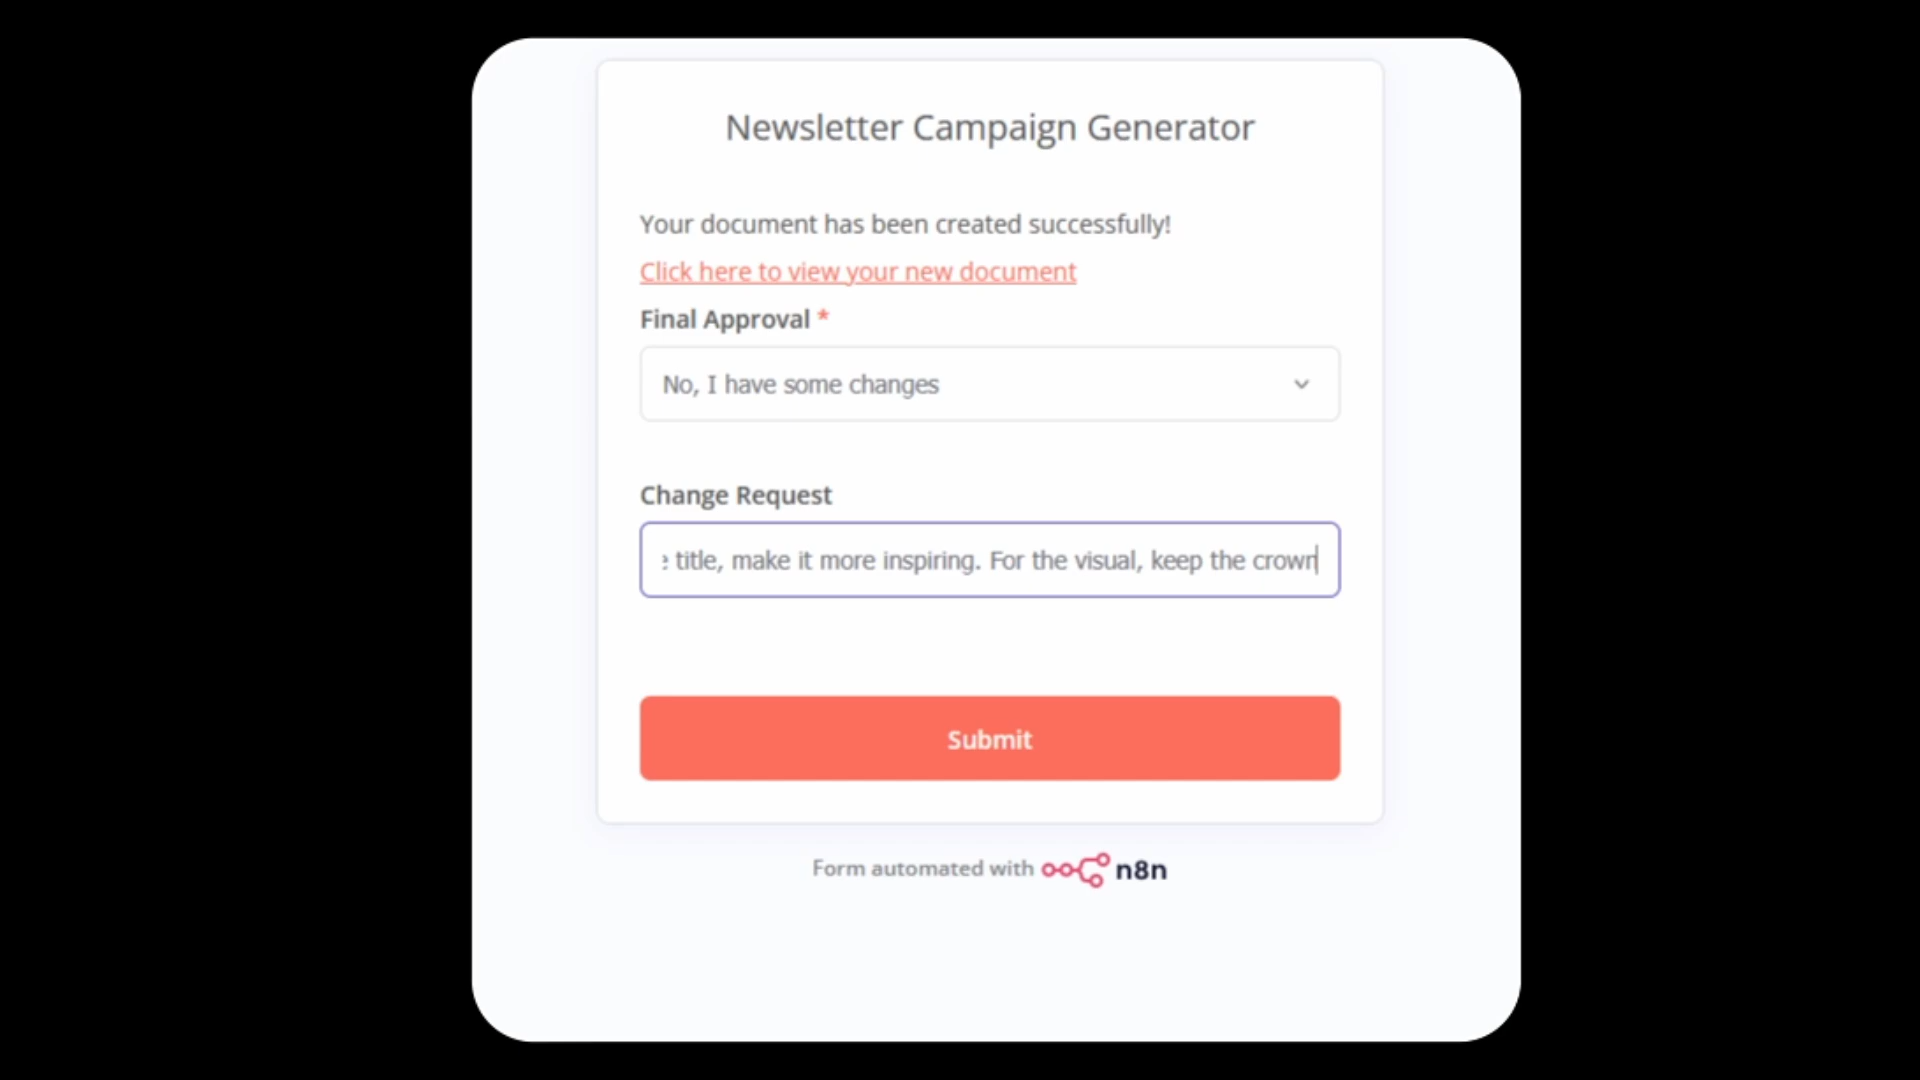 Newsletter Campaign Generator
Your document has been created successfully!
Click here to view your new document
Final Approval *
No, I have some changes
Change Request
title, make it more inspiring. For the visual, keep the crown
Submit
Form automated with n8n